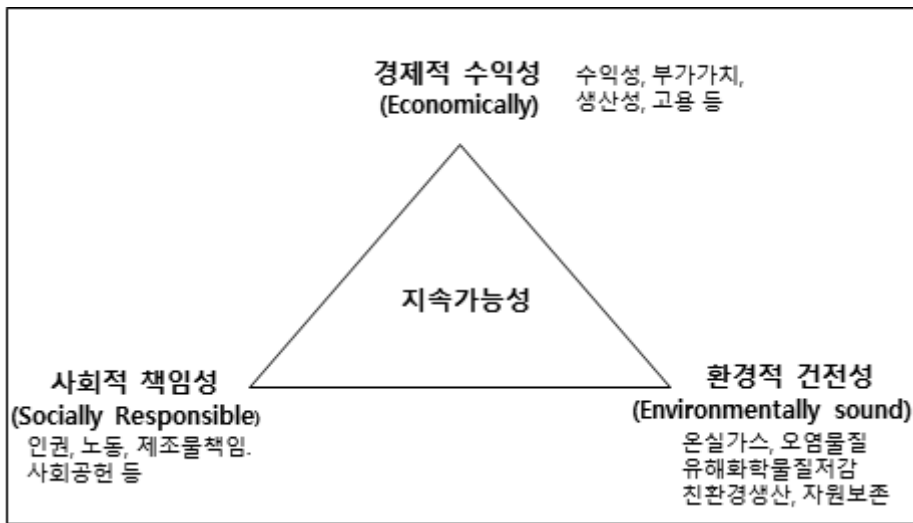 경제적 수익성
(Economically)
수익성, 부가가치,
생산성, 고용 등
지속가능성
사회적 책임성
(Socially Responsible)
인권, 노동, 제조물책임.
사회공헌 등
환경적 건전성
(Environmentally sound)
온실가스, 오염물질
유해화학물질저감
친환경생산, 자원보존